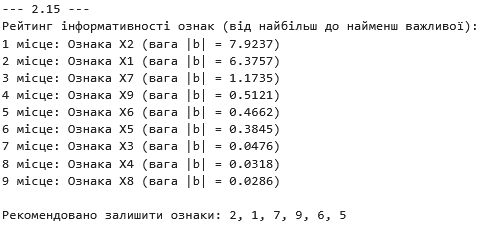 --- 2.15 ---
Рейтинг інформативності ознак (від найбільш до найменш важливої):
1 місце: Ознака X2 (вага |b| = 7.9237)
2 місце: Ознака X1 (вага |b| = 6.3757)
3 місце: Ознака X7 (вага |b| = 1.1735)
4 місце: Ознака X9 (вага |b| = 0.5121)
5 місце: Ознака X6 (вага |b| = 0.4662)
6 місце: Ознака X5 (вага |b| = 0.3845)
7 місце: Ознака X3 (вага |b| = 0.0476)
8 місце: Ознака X4 (вага |b| = 0.0318)
9 місце: Ознака X8 (вага |b| = 0.0286)
Рекомендовано залишити ознаки: 2, 1, 7, 9, 6, 5